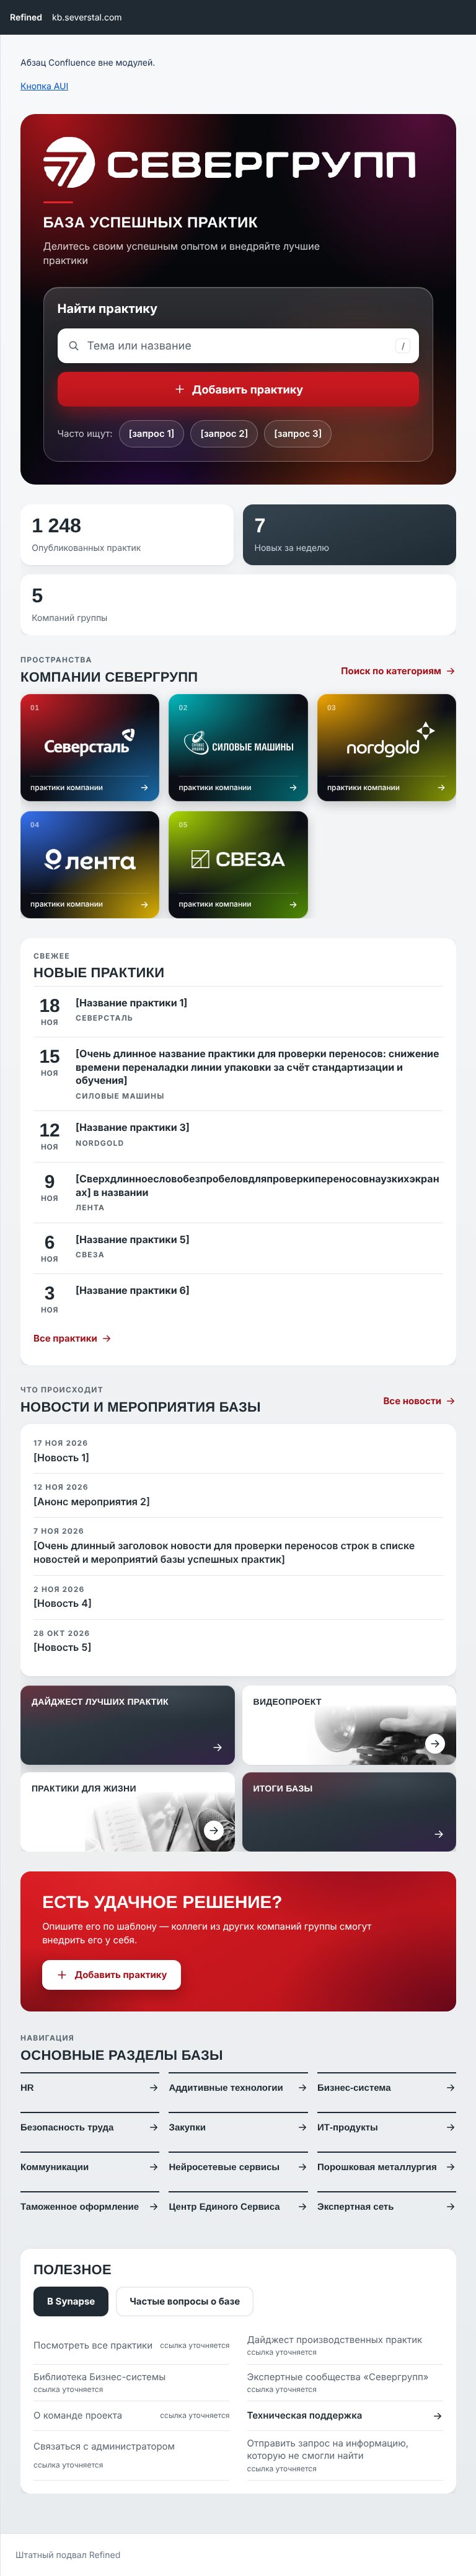 Refined kb.severstal.com
Абзац Confluence вне модулей.
Кнопка AUI
СЕВЕРГРУПП
БАЗА УСПЕШНЫХ ПРАКТИК
Делитесь своим успешным опытом и внедряйте лучшие
практики
Найти практику
Тема или название /
+ Добавить практику
Часто ищут: [запрос 1] [запрос 2] [запрос 3]
1 248
Опубликованных практик
7
Новых за неделю
5
Компаний группы
ПРОСТРАНСТВА
КОМПАНИИ СЕВЕРГРУПП
Поиск по категориям →
01
Северсталь
практики компании →
02
СИЛОВЫЕ МАШИНЫ
практики компании →
03
nordgold
практики компании →
04
лента
практики компании →
05
СВЕЗА
практики компании →
СВЕЖЕЕ
НОВЫЕ ПРАКТИКИ
18
НОЯ
[Название практики 1]
СЕВЕРСТАЛЬ
15
НОЯ
[Очень длинное название практики для проверки переносов: снижение
времени переналадки линии упаковки за счёт стандартизации и
обучения]
СИЛОВЫЕ МАШИНЫ
12
НОЯ
[Название практики 3]
NORDGOLD
9
НОЯ
[Сверхдлинноесловобезпробеловдляпроверкипереносовнаузкихэкран
ах] в названии
ЛЕНТА
6
НОЯ
[Название практики 5]
СВЕЗА
3
НОЯ
[Название практики 6]
Все практики →
ЧТО ПРОИСХОДИТ
НОВОСТИ И МЕРОПРИЯТИЯ БАЗЫ
Все новости →
17 НОЯ 2026
[Новость 1]
12 НОЯ 2026
[Анонс мероприятия 2]
7 НОЯ 2026
[Очень длинный заголовок новости для проверки переносов строк в списке
новостей и мероприятий базы успешных практик]
2 НОЯ 2026
[Новость 4]
28 ОКТ 2026
[Новость 5]
ДАЙДЖЕСТ ЛУЧШИХ ПРАКТИК
→
ВИДЕОПРОЕКТ
→
ПРАКТИКИ ДЛЯ ЖИЗНИ
→
ИТОГИ БАЗЫ
→
ЕСТЬ УДАЧНОЕ РЕШЕНИЕ?
Опишите его по шаблону — коллеги из других компаний группы смогут
внедрить его у себя.
+ Добавить практику
НАВИГАЦИЯ
ОСНОВНЫЕ РАЗДЕЛЫ БАЗЫ
HR → Аддитивные технологии → Бизнес-система →
Безопасность труда → Закупки → ИТ-продукты →
Коммуникации → Нейросетевые сервисы → Порошковая металлургия →
Таможенное оформление → Центр Единого Сервиса → Экспертная сеть →
ПОЛЕЗНОЕ
В Synapse Частые вопросы о базе
Посмотреть все практики ссылка уточняется
Дайджест производственных практик
ссылка уточняется
Библиотека Бизнес-системы
ссылка уточняется
Экспертные сообщества «Севергрупп»
ссылка уточняется
О команде проекта ссылка уточняется
Техническая поддержка →
Связаться с администратором
ссылка уточняется
Отправить запрос на информацию,
которую не смогли найти
ссылка уточняется
Штатный подвал Refined